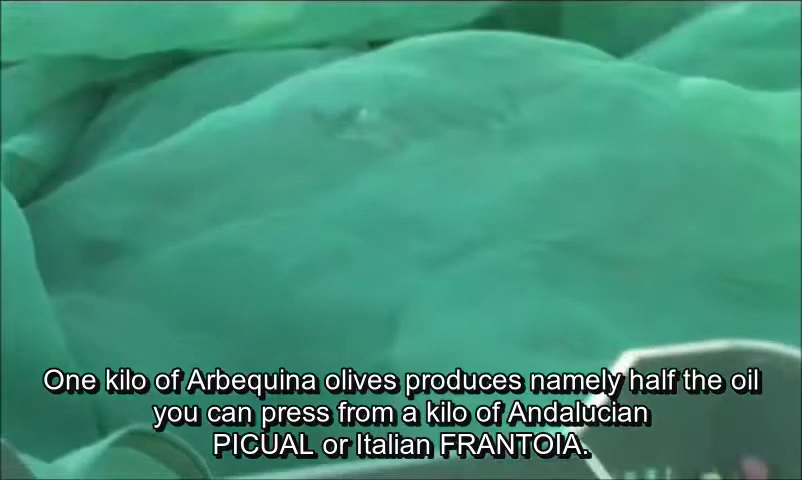 One kilo of Arbequina olives produces namely half the oil
you can press from a kilo of Andalucian
PICUAL or Italian FRANTOIA.